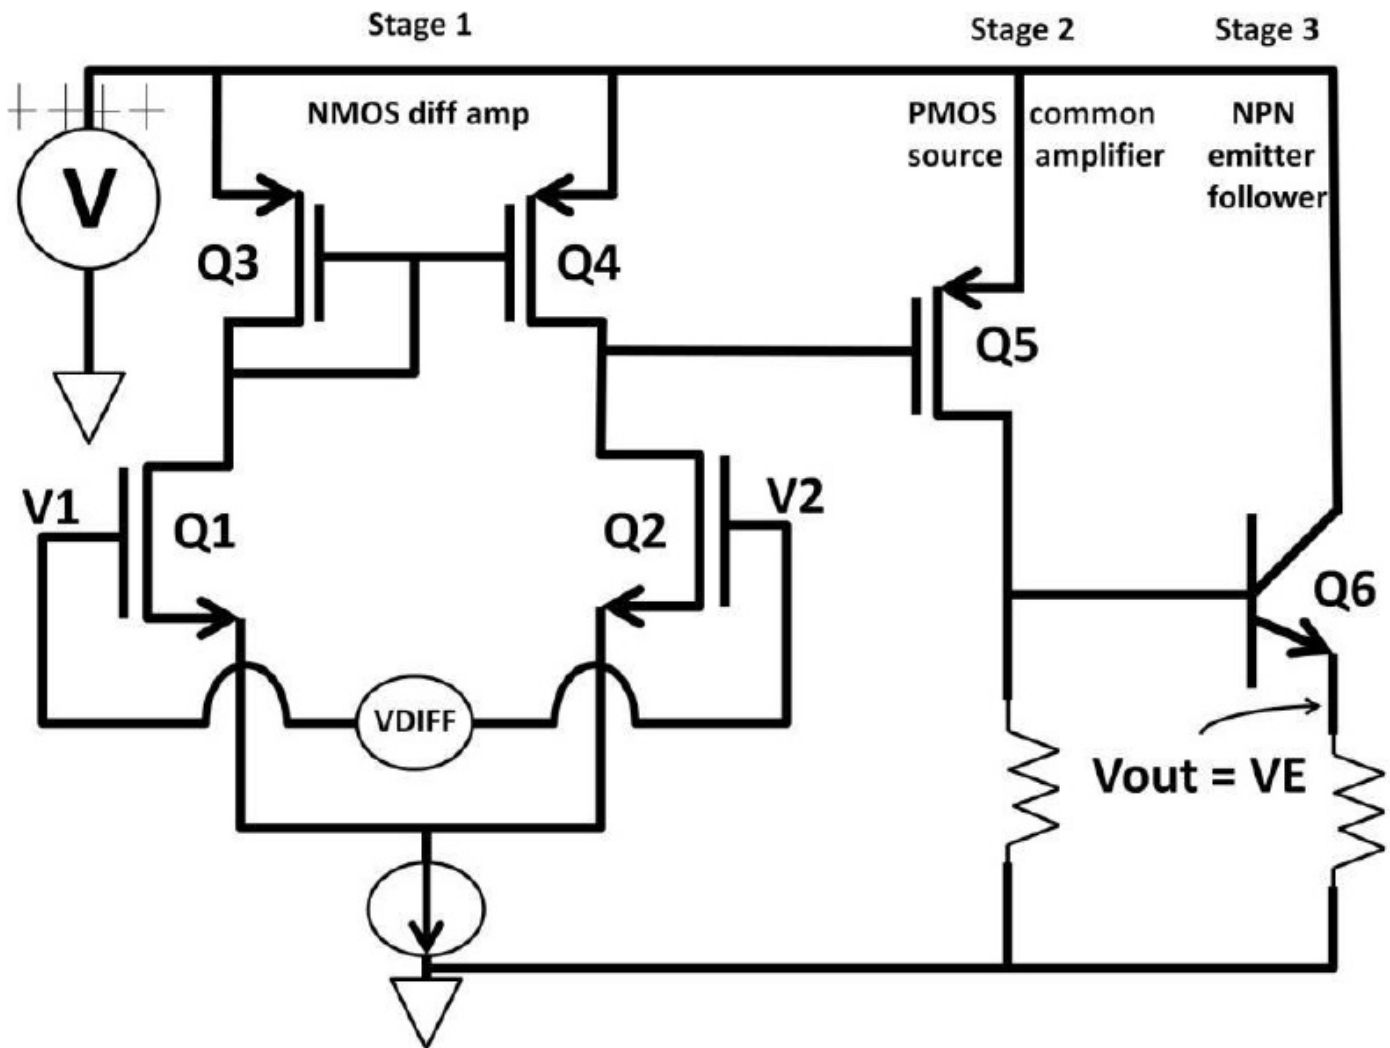 Stage 1
Stage 2
Stage 3
NMOS diff amp
PMOS common
source amplifier
NPN
emitter
follower
V
Q3
Q4
Q5
V1
Q1
Q2
V2
Q6
VDIFF
Vout = VE